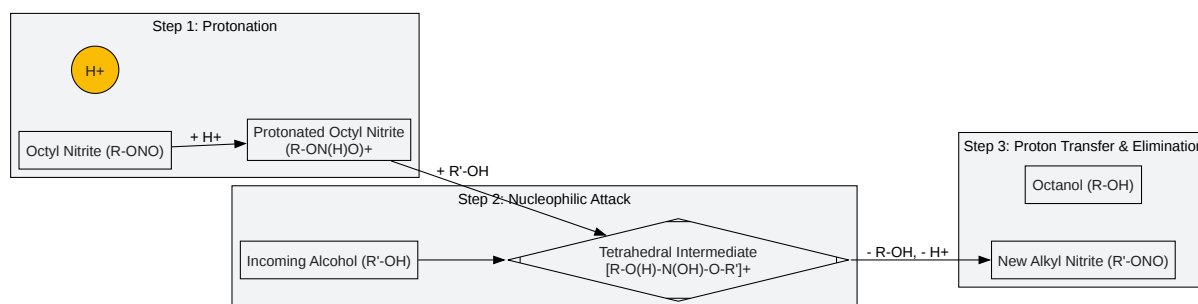 Step 1: Protonation
H+
Octyl Nitrite (R-ONO)
+ H+
Protonated Octyl Nitrite
(R-ON(H)O)+
+ R'-OH
Step 2: Nucleophilic Attack
Incoming Alcohol (R'-OH)
Tetrahedral Intermediate
[R-O(H)-N(OH)-O-R']+
- R-OH, - H+
Step 3: Proton Transfer & Elimination
Octanol (R-OH)
New Alkyl Nitrite (R'-ONO)